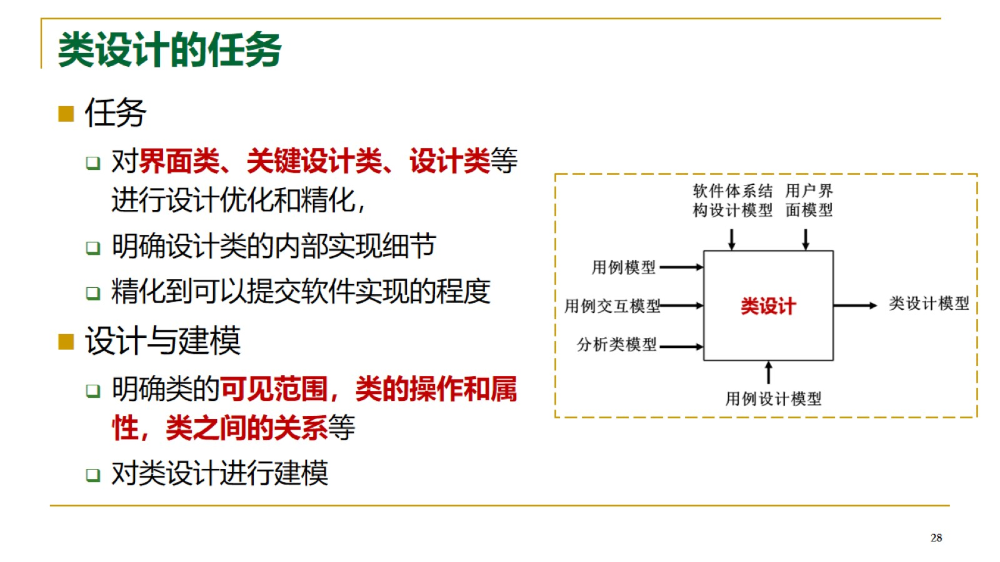 类设计的任务
任务
对界面类、关键设计类、设计类等
进行设计优化和精化，
明确设计类的内部实现细节
精化到可以提交软件实现的程度
设计与建模
明确类的可见范围，类的操作和属
性，类之间的关系等
对类设计进行建模
软件体系结
构设计模型
用户界
面模型
用例模型
用例交互模型
分析类模型
类设计
类设计模型
用例设计模型
28